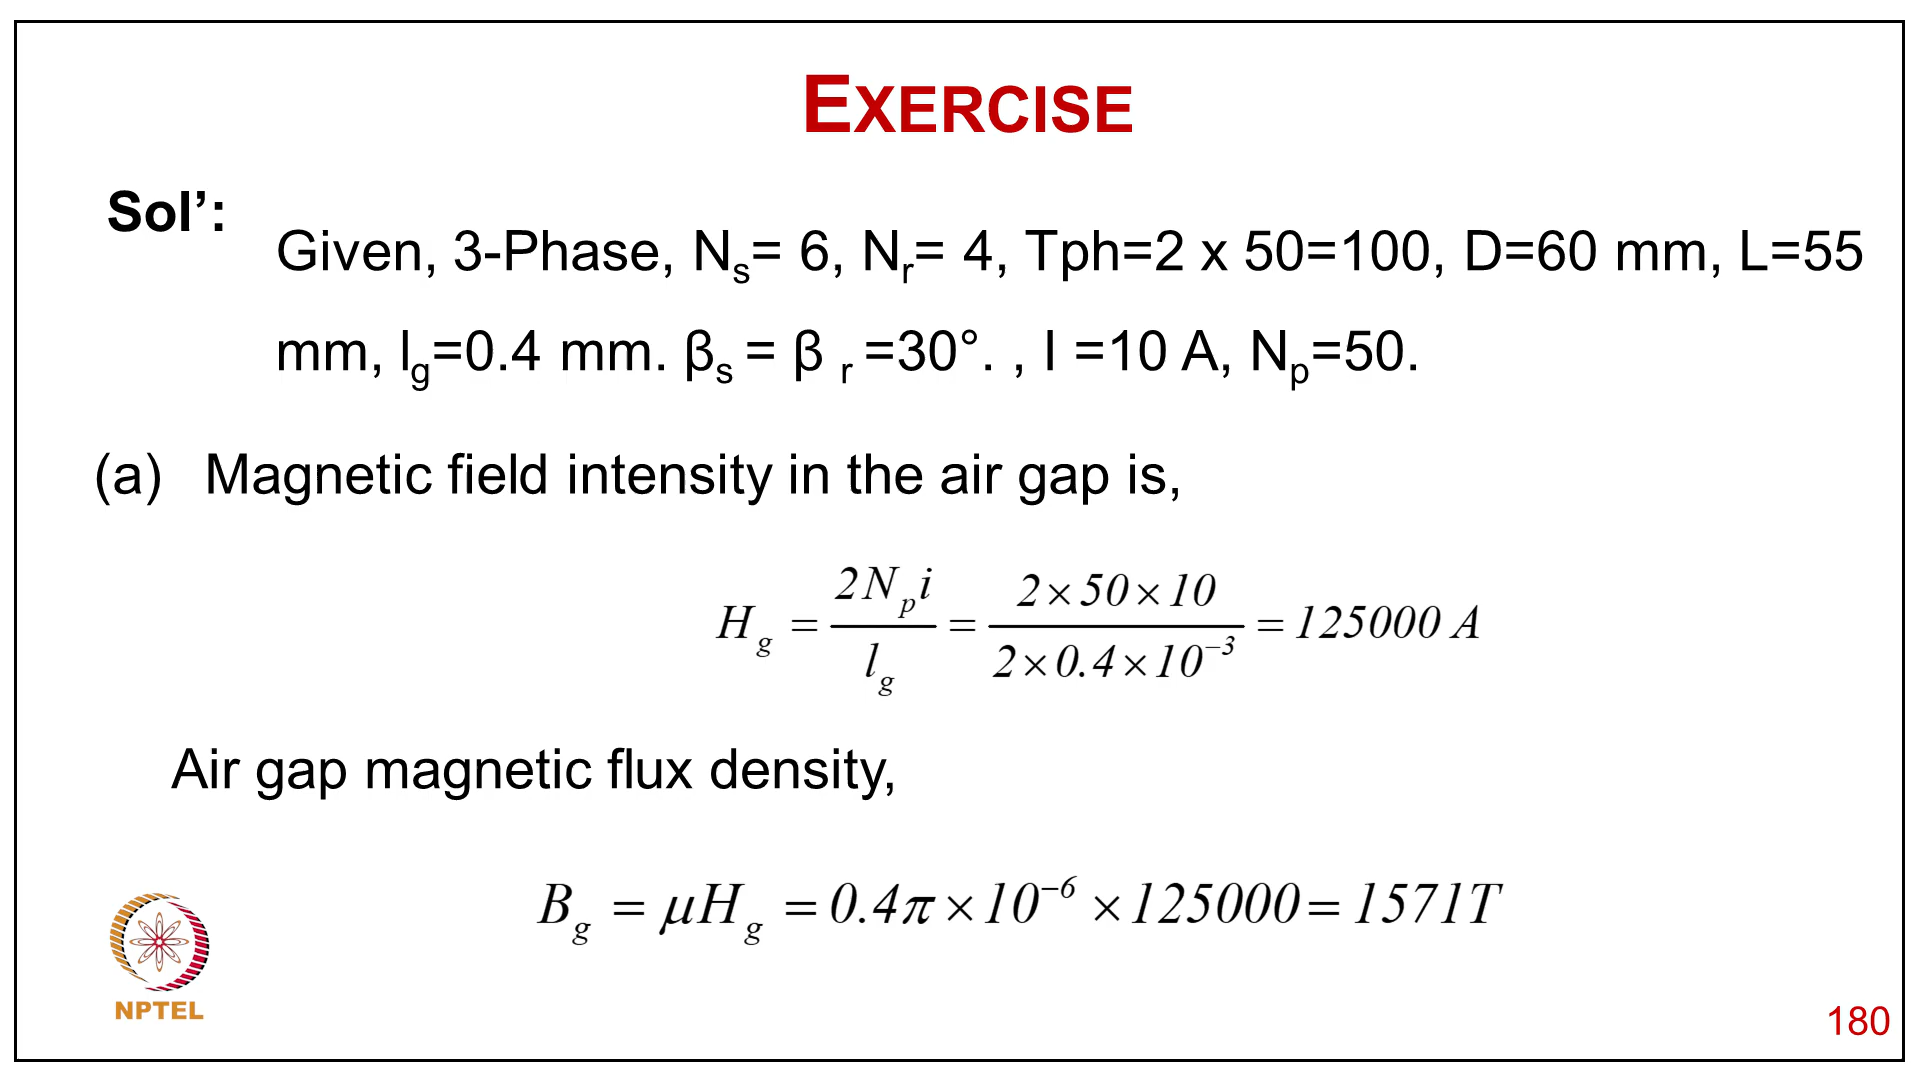 EXERCISE
Sol’:
Given, 3-Phase, Ns= 6, Nr= 4, Tph=2 x 50=100, D=60 mm, L=55
mm, lg=0.4 mm. βs = β r =30°. , I =10 A, Np=50.
(a) Magnetic field intensity in the air gap is,
H_g = \frac{2N_p i}{l_g} = \frac{2×50×10}{2×0.4×10^{-3}} = 125000 A
Air gap magnetic flux density,
B_g = μH_g = 0.4π×10^{-6}×125000= 1571T
NPTEL
180